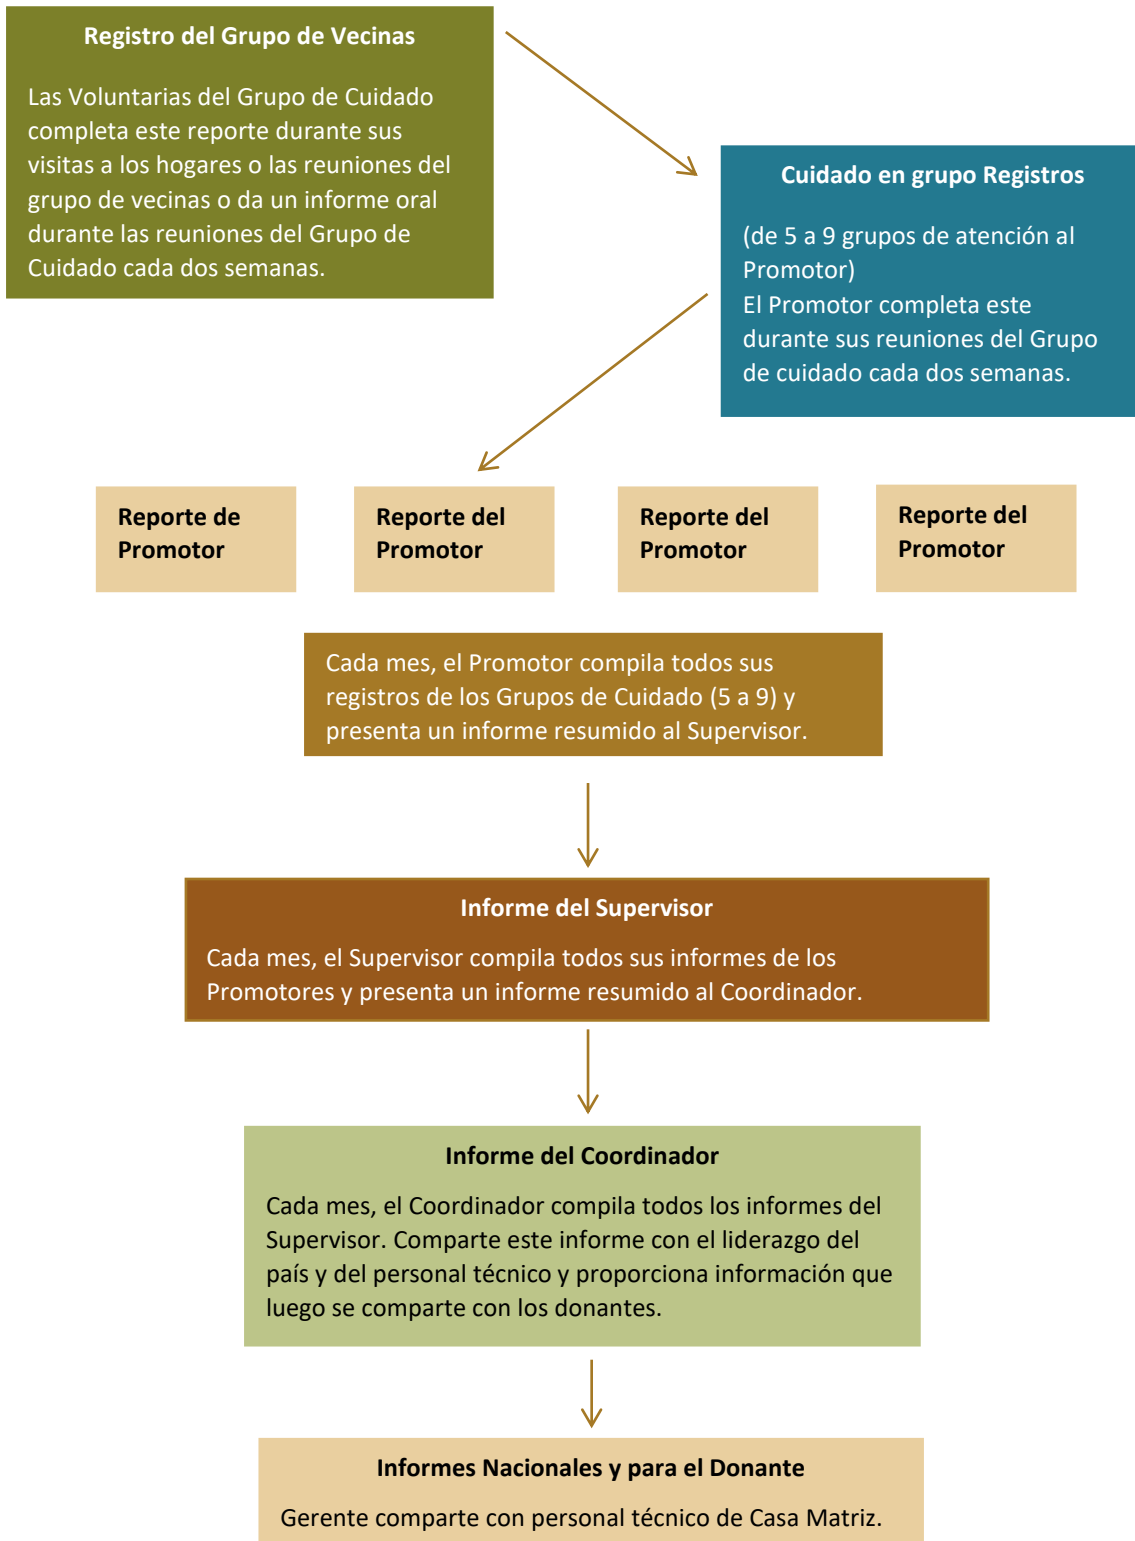 Registro del Grupo de Vecinas
Las Voluntarias del Grupo de Cuidado
completa este reporte durante sus
visitas a los hogares o las reuniones del
grupo de vecinas o da un informe oral
durante las reuniones del Grupo de
Cuidado cada dos semanas.
Cuidado en grupo Registros
(de 5 a 9 grupos de atención al
Promotor)
El Promotor completa este
durante sus reuniones del Grupo
de cuidado cada dos semanas.
Reporte de
Promotor
Reporte del
Promotor
Reporte del
Promotor
Reporte del
Promotor
Cada mes, el Promotor compila todos sus
registros de los Grupos de Cuidado (5 a 9) y
presenta un informe resumido al Supervisor.
Informe del Supervisor
Cada mes, el Supervisor compila todos sus informes de los
Promotores y presenta un informe resumido al Coordinador.
Informe del Coordinador
Cada mes, el Coordinador compila todos los informes del
Supervisor. Comparte este informe con el liderazgo del
país y del personal técnico y proporciona información que
luego se comparte con los donantes.
Informes Nacionales y para el Donante
Gerente comparte con personal técnico de Casa Matriz.